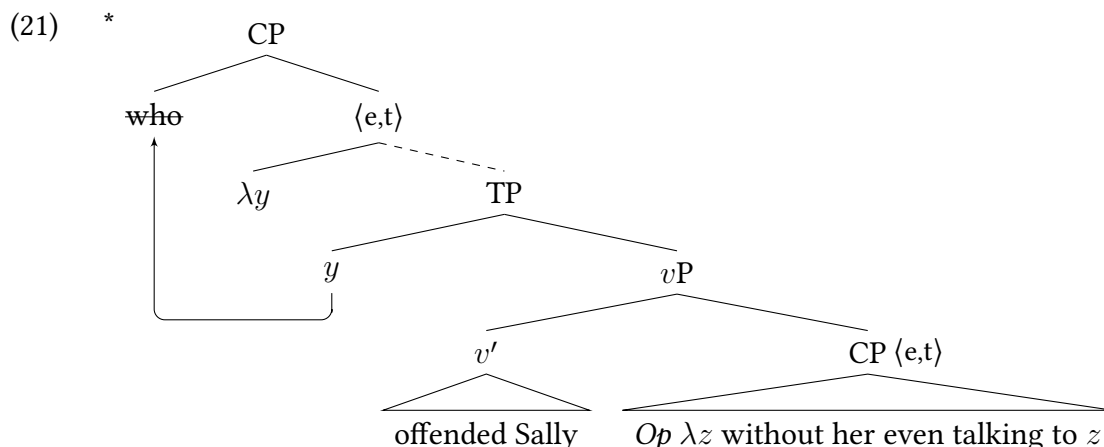 (21) *
CP
who ⟨e,t⟩
λy TP
y vP
v′ CP ⟨e,t⟩
offended Sally Op λz without her even talking to z